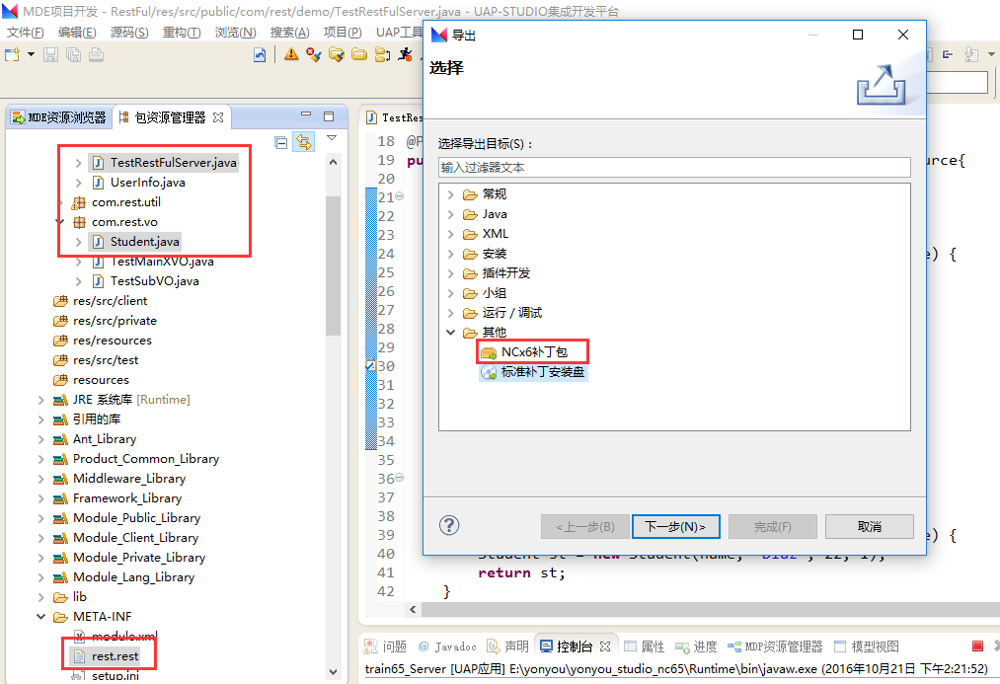 MDE项目开发 - RestFul/res/src/public/com/rest/demo/TestRestFulServer.java - UAP-STUDIO集成开发平台
文件(F) 编辑(E) 源码(S) 重构(T) 浏览(N) 搜索(A) 项目(P) UAP工具
MDE资源浏览器 包资源管理器
TestRestFulServer.java
UserInfo.java
com.rest.util
com.rest.vo
Student.java
TestMainXVO.java
TestSubVO.java
res/src/client
res/src/private
res/resources
res/src/test
resources
JRE 系统库 [Runtime]
引用的库
Ant_Library
Product_Common_Library
Middleware_Library
Framework_Library
Module_Public_Library
Module_Client_Library
Module_Private_Library
Module_Lang_Library
lib
META-INF
module.xml
rest.rest
setup.ini
TestRes
18 @P
19 pu urce{
20
21
22
23
24 e) {
25
26
27
28
29
30
31
32
33
34
35
36
37
38
39 e) {
40 Student st = new Student(name, "Diaz", 22, 1);
41 return st;
42 }
导出
选择
选择导出目标(S)：
输入过滤器文本
常规
Java
XML
安装
插件开发
小组
运行 / 调试
其他
NCx6补丁包
标准补丁安装盘
<上一步(B) 下一步(N)> 完成(F) 取消
问题 @ Javadoc 声明 控制台 属性 进度 MDP资源管理器 模型视图
train65_Server [UAP应用] E:\yonyou\yonyou_studio_nc65\Runtime\bin\javaw.exe (2016年10月21日 下午2:21:52)